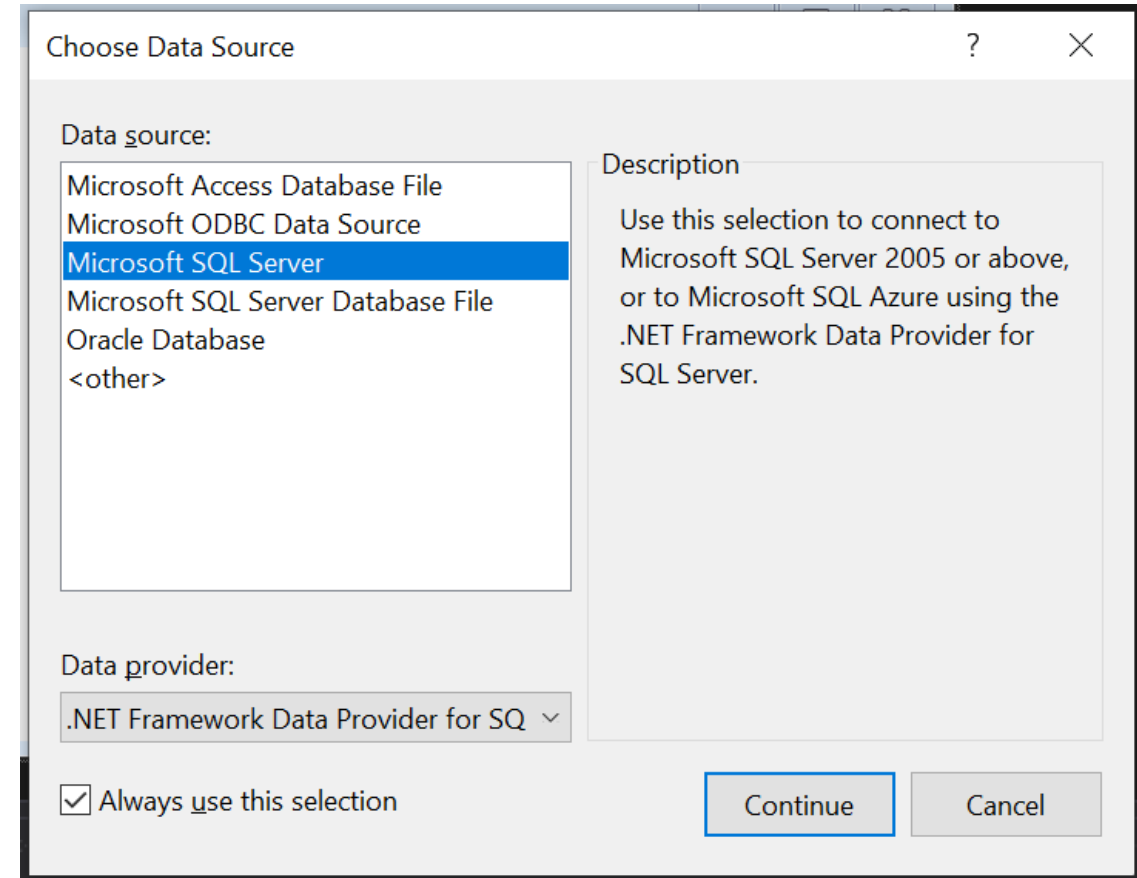 Choose Data Source
?
Data source:
Microsoft Access Database File
Microsoft ODBC Data Source
Microsoft SQL Server
Microsoft SQL Server Database File
Oracle Database
<other>
Description
Use this selection to connect to
Microsoft SQL Server 2005 or above,
or to Microsoft SQL Azure using the
.NET Framework Data Provider for
SQL Server.
Data provider:
.NET Framework Data Provider for SQ
Always use this selection
Continue
Cancel